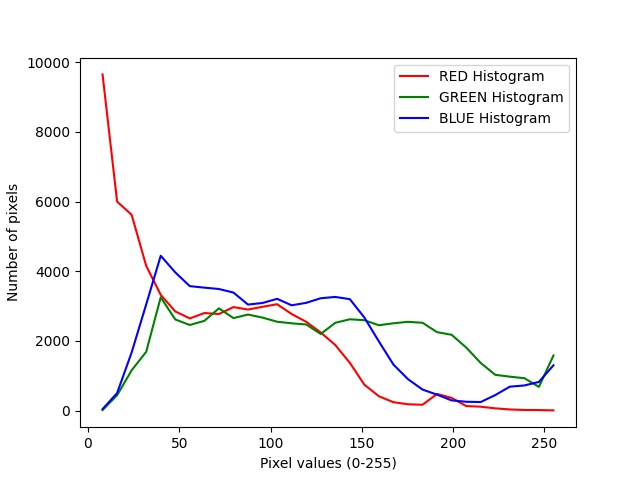 10000
8000
6000
4000
2000
0
Number of pixels
RED Histogram
GREEN Histogram
BLUE Histogram
0 50 100 150 200 250
Pixel values (0-255)